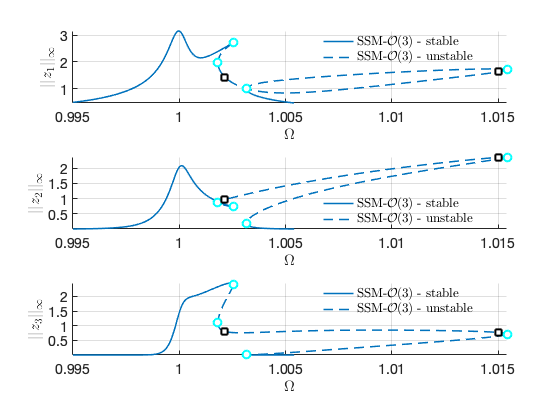 3
2
1
||z₁||∞
SSM-𝒪(3) - stable
SSM-𝒪(3) - unstable
0.995 1 1.005 1.01 1.015
Ω
2
1.5
1
0.5
||z₂||∞
SSM-𝒪(3) - stable
SSM-𝒪(3) - unstable
0.995 1 1.005 1.01 1.015
Ω
2
1.5
1
0.5
||z₃||∞
SSM-𝒪(3) - stable
SSM-𝒪(3) - unstable
0.995 1 1.005 1.01 1.015
Ω